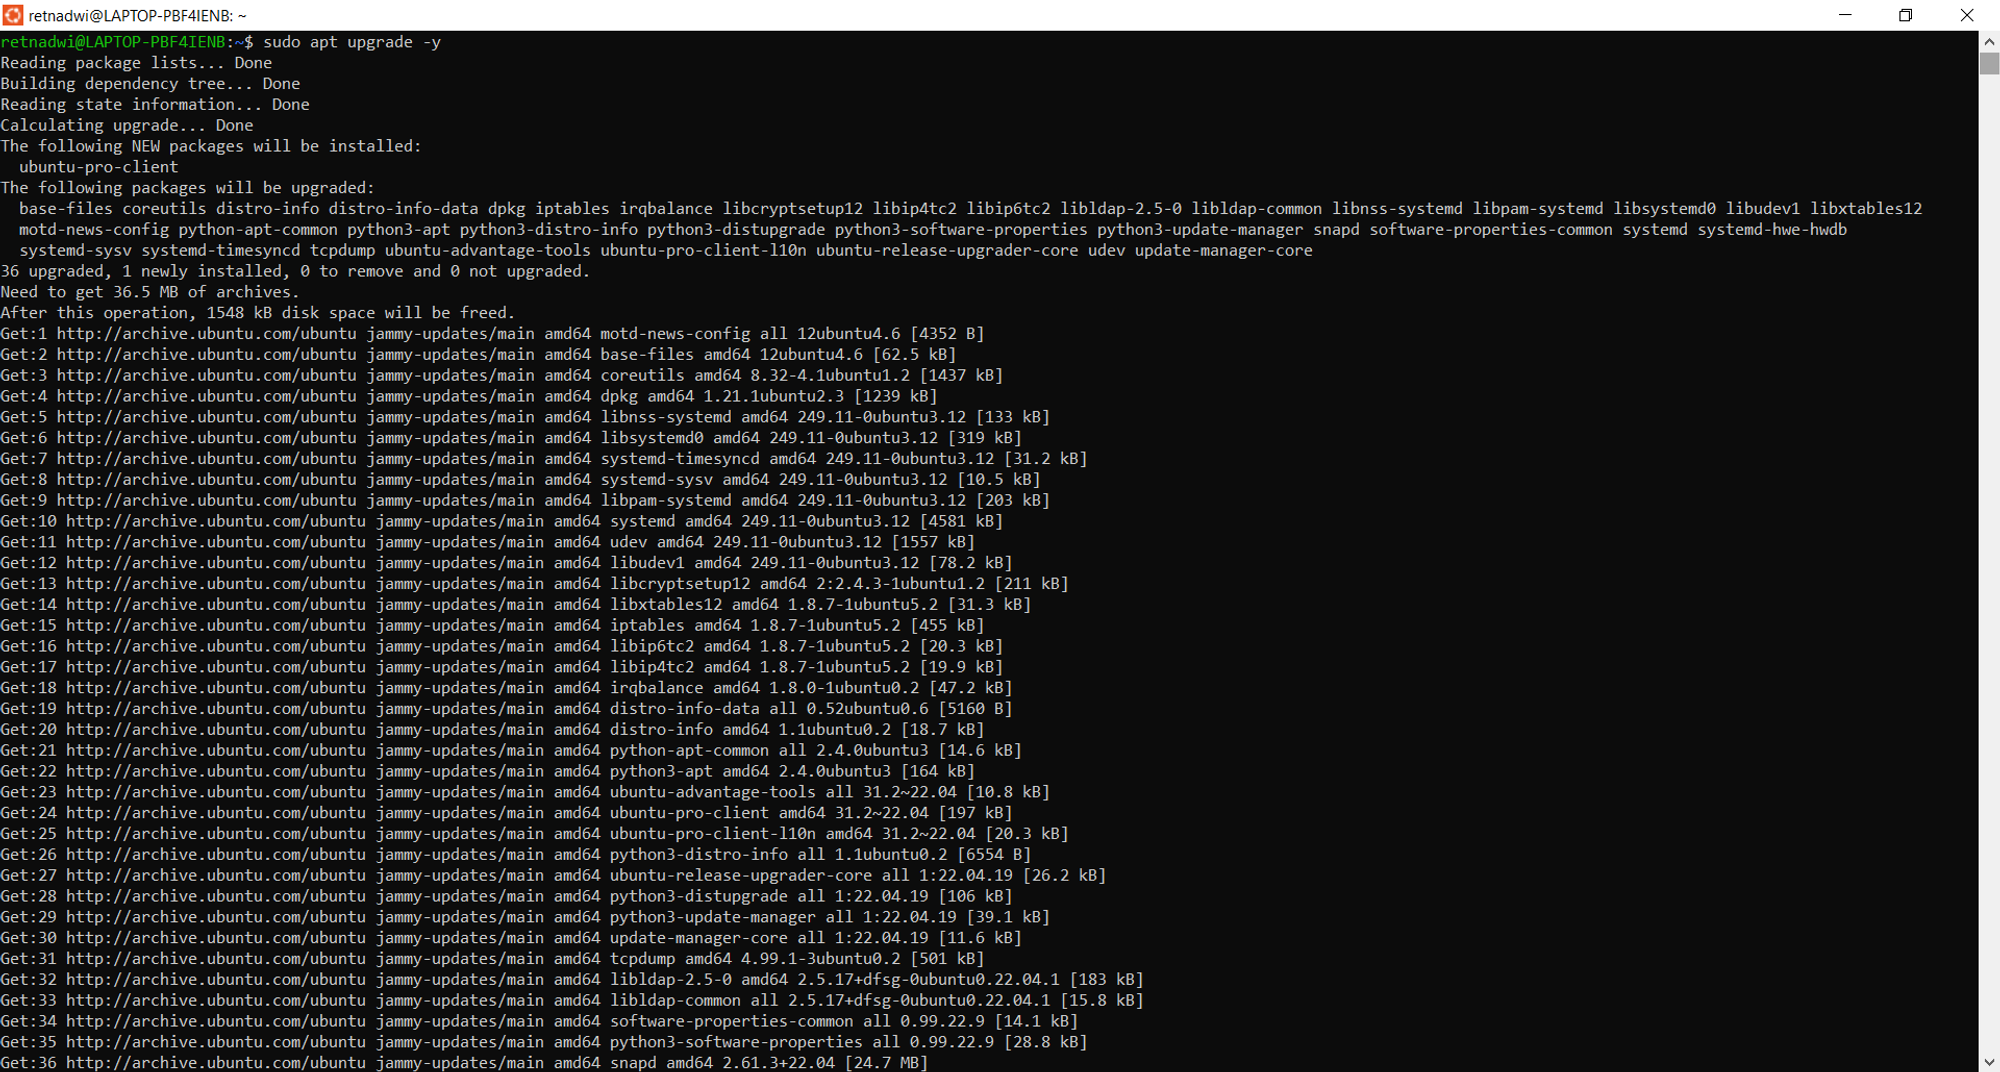 retnadwi@LAPTOP-PBF4IENB: ~
retnadwi@LAPTOP-PBF4IENB:~$ sudo apt upgrade -y
Reading package lists... Done
Building dependency tree... Done
Reading state information... Done
Calculating upgrade... Done
The following NEW packages will be installed:
  ubuntu-pro-client
The following packages will be upgraded:
  base-files coreutils distro-info distro-info-data dpkg iptables irqbalance libcryptsetup12 libip4tc2 libip6tc2 libldap-2.5-0 libldap-common libnss-systemd libpam-systemd libsystemd0 libudev1 libxtables12
  motd-news-config python-apt-common python3-apt python3-distro-info python3-distupgrade python3-software-properties python3-update-manager snapd software-properties-common systemd systemd-hwe-hwdb
  systemd-sysv systemd-timesyncd tcpdump ubuntu-advantage-tools ubuntu-pro-client-l10n ubuntu-release-upgrader-core udev update-manager-core
36 upgraded, 1 newly installed, 0 to remove and 0 not upgraded.
Need to get 36.5 MB of archives.
After this operation, 1548 kB disk space will be freed.
Get:1 http://archive.ubuntu.com/ubuntu jammy-updates/main amd64 motd-news-config all 12ubuntu4.6 [4352 B]
Get:2 http://archive.ubuntu.com/ubuntu jammy-updates/main amd64 base-files amd64 12ubuntu4.6 [62.5 kB]
Get:3 http://archive.ubuntu.com/ubuntu jammy-updates/main amd64 coreutils amd64 8.32-4.1ubuntu1.2 [1437 kB]
Get:4 http://archive.ubuntu.com/ubuntu jammy-updates/main amd64 dpkg amd64 1.21.1ubuntu2.3 [1239 kB]
Get:5 http://archive.ubuntu.com/ubuntu jammy-updates/main amd64 libnss-systemd amd64 249.11-0ubuntu3.12 [133 kB]
Get:6 http://archive.ubuntu.com/ubuntu jammy-updates/main amd64 libsystemd0 amd64 249.11-0ubuntu3.12 [319 kB]
Get:7 http://archive.ubuntu.com/ubuntu jammy-updates/main amd64 systemd-timesyncd amd64 249.11-0ubuntu3.12 [31.2 kB]
Get:8 http://archive.ubuntu.com/ubuntu jammy-updates/main amd64 systemd-sysv amd64 249.11-0ubuntu3.12 [10.5 kB]
Get:9 http://archive.ubuntu.com/ubuntu jammy-updates/main amd64 libpam-systemd amd64 249.11-0ubuntu3.12 [203 kB]
Get:10 http://archive.ubuntu.com/ubuntu jammy-updates/main amd64 systemd amd64 249.11-0ubuntu3.12 [4581 kB]
Get:11 http://archive.ubuntu.com/ubuntu jammy-updates/main amd64 udev amd64 249.11-0ubuntu3.12 [1557 kB]
Get:12 http://archive.ubuntu.com/ubuntu jammy-updates/main amd64 libudev1 amd64 249.11-0ubuntu3.12 [78.2 kB]
Get:13 http://archive.ubuntu.com/ubuntu jammy-updates/main amd64 libcryptsetup12 amd64 2:2.4.3-1ubuntu1.2 [211 kB]
Get:14 http://archive.ubuntu.com/ubuntu jammy-updates/main amd64 libxtables12 amd64 1.8.7-1ubuntu5.2 [31.3 kB]
Get:15 http://archive.ubuntu.com/ubuntu jammy-updates/main amd64 iptables amd64 1.8.7-1ubuntu5.2 [455 kB]
Get:16 http://archive.ubuntu.com/ubuntu jammy-updates/main amd64 libip6tc2 amd64 1.8.7-1ubuntu5.2 [20.3 kB]
Get:17 http://archive.ubuntu.com/ubuntu jammy-updates/main amd64 libip4tc2 amd64 1.8.7-1ubuntu5.2 [19.9 kB]
Get:18 http://archive.ubuntu.com/ubuntu jammy-updates/main amd64 irqbalance amd64 1.8.0-1ubuntu0.2 [47.2 kB]
Get:19 http://archive.ubuntu.com/ubuntu jammy-updates/main amd64 distro-info-data all 0.52ubuntu0.6 [5160 B]
Get:20 http://archive.ubuntu.com/ubuntu jammy-updates/main amd64 distro-info amd64 1.1ubuntu0.2 [18.7 kB]
Get:21 http://archive.ubuntu.com/ubuntu jammy-updates/main amd64 python-apt-common all 2.4.0ubuntu3 [14.6 kB]
Get:22 http://archive.ubuntu.com/ubuntu jammy-updates/main amd64 python3-apt amd64 2.4.0ubuntu3 [164 kB]
Get:23 http://archive.ubuntu.com/ubuntu jammy-updates/main amd64 ubuntu-advantage-tools all 31.2~22.04 [10.8 kB]
Get:24 http://archive.ubuntu.com/ubuntu jammy-updates/main amd64 ubuntu-pro-client amd64 31.2~22.04 [197 kB]
Get:25 http://archive.ubuntu.com/ubuntu jammy-updates/main amd64 ubuntu-pro-client-l10n amd64 31.2~22.04 [20.3 kB]
Get:26 http://archive.ubuntu.com/ubuntu jammy-updates/main amd64 python3-distro-info all 1.1ubuntu0.2 [6554 B]
Get:27 http://archive.ubuntu.com/ubuntu jammy-updates/main amd64 ubuntu-release-upgrader-core all 1:22.04.19 [26.2 kB]
Get:28 http://archive.ubuntu.com/ubuntu jammy-updates/main amd64 python3-distupgrade all 1:22.04.19 [106 kB]
Get:29 http://archive.ubuntu.com/ubuntu jammy-updates/main amd64 python3-update-manager all 1:22.04.19 [39.1 kB]
Get:30 http://archive.ubuntu.com/ubuntu jammy-updates/main amd64 update-manager-core all 1:22.04.19 [11.6 kB]
Get:31 http://archive.ubuntu.com/ubuntu jammy-updates/main amd64 tcpdump amd64 4.99.1-3ubuntu0.2 [501 kB]
Get:32 http://archive.ubuntu.com/ubuntu jammy-updates/main amd64 libldap-2.5-0 amd64 2.5.17+dfsg-0ubuntu0.22.04.1 [183 kB]
Get:33 http://archive.ubuntu.com/ubuntu jammy-updates/main amd64 libldap-common all 2.5.17+dfsg-0ubuntu0.22.04.1 [15.8 kB]
Get:34 http://archive.ubuntu.com/ubuntu jammy-updates/main amd64 software-properties-common all 0.99.22.9 [14.1 kB]
Get:35 http://archive.ubuntu.com/ubuntu jammy-updates/main amd64 python3-software-properties all 0.99.22.9 [28.8 kB]
Get:36 http://archive.ubuntu.com/ubuntu jammy-updates/main amd64 snapd amd64 2.61.3+22.04 [24.7 MB]